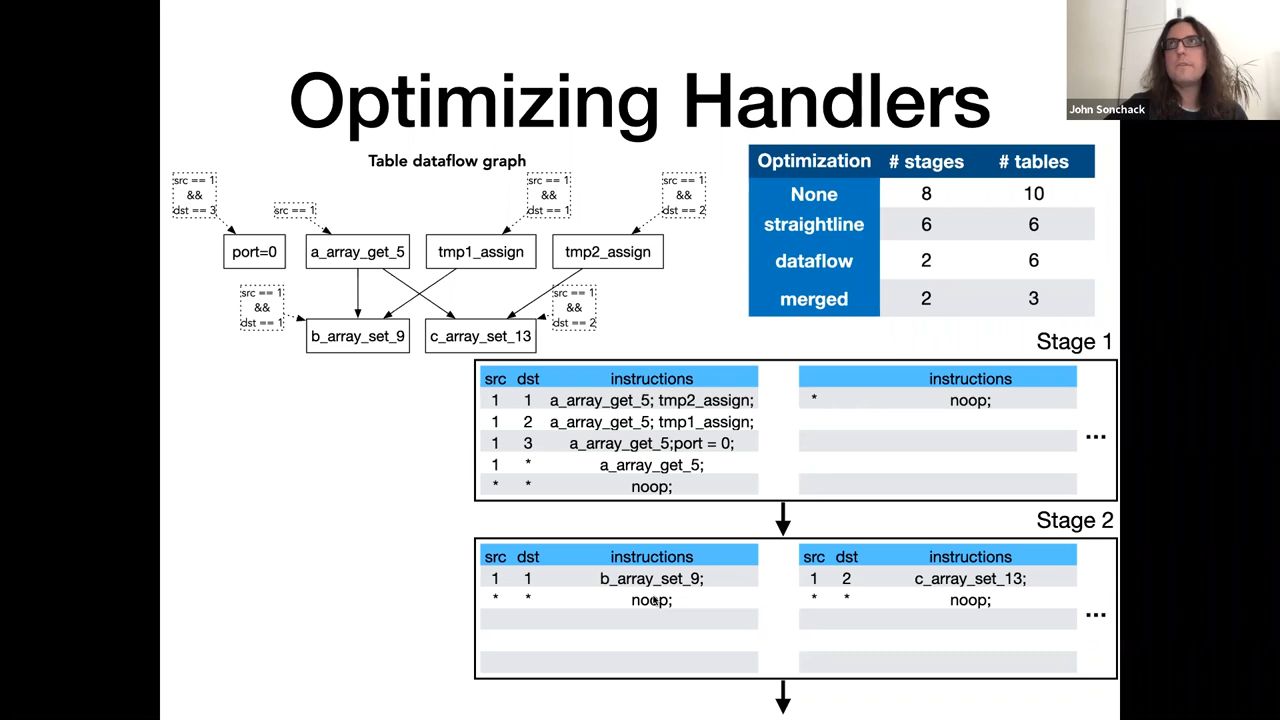 John Sonchack
Optimizing Handlers
Table dataflow graph
src == 1
&&
dst == 3
src == 1
src == 1
&&
dst == 1
src == 1
&&
dst == 2
port=0
a_array_get_5
tmp1_assign
tmp2_assign
src == 1
&&
dst == 1
src == 1
&&
dst == 2
b_array_set_9
c_array_set_13
Optimization # stages # tables
None 8 10
straightline 6 6
dataflow 2 6
merged 2 3
Stage 1
src dst instructions
1 1 a_array_get_5; tmp2_assign;
1 2 a_array_get_5; tmp1_assign;
1 3 a_array_get_5;port = 0;
1 * a_array_get_5;
* * noop;
instructions
* noop;
...
Stage 2
src dst instructions
1 1 b_array_set_9;
* * noop;
src dst instructions
1 2 c_array_set_13;
* * noop;
...